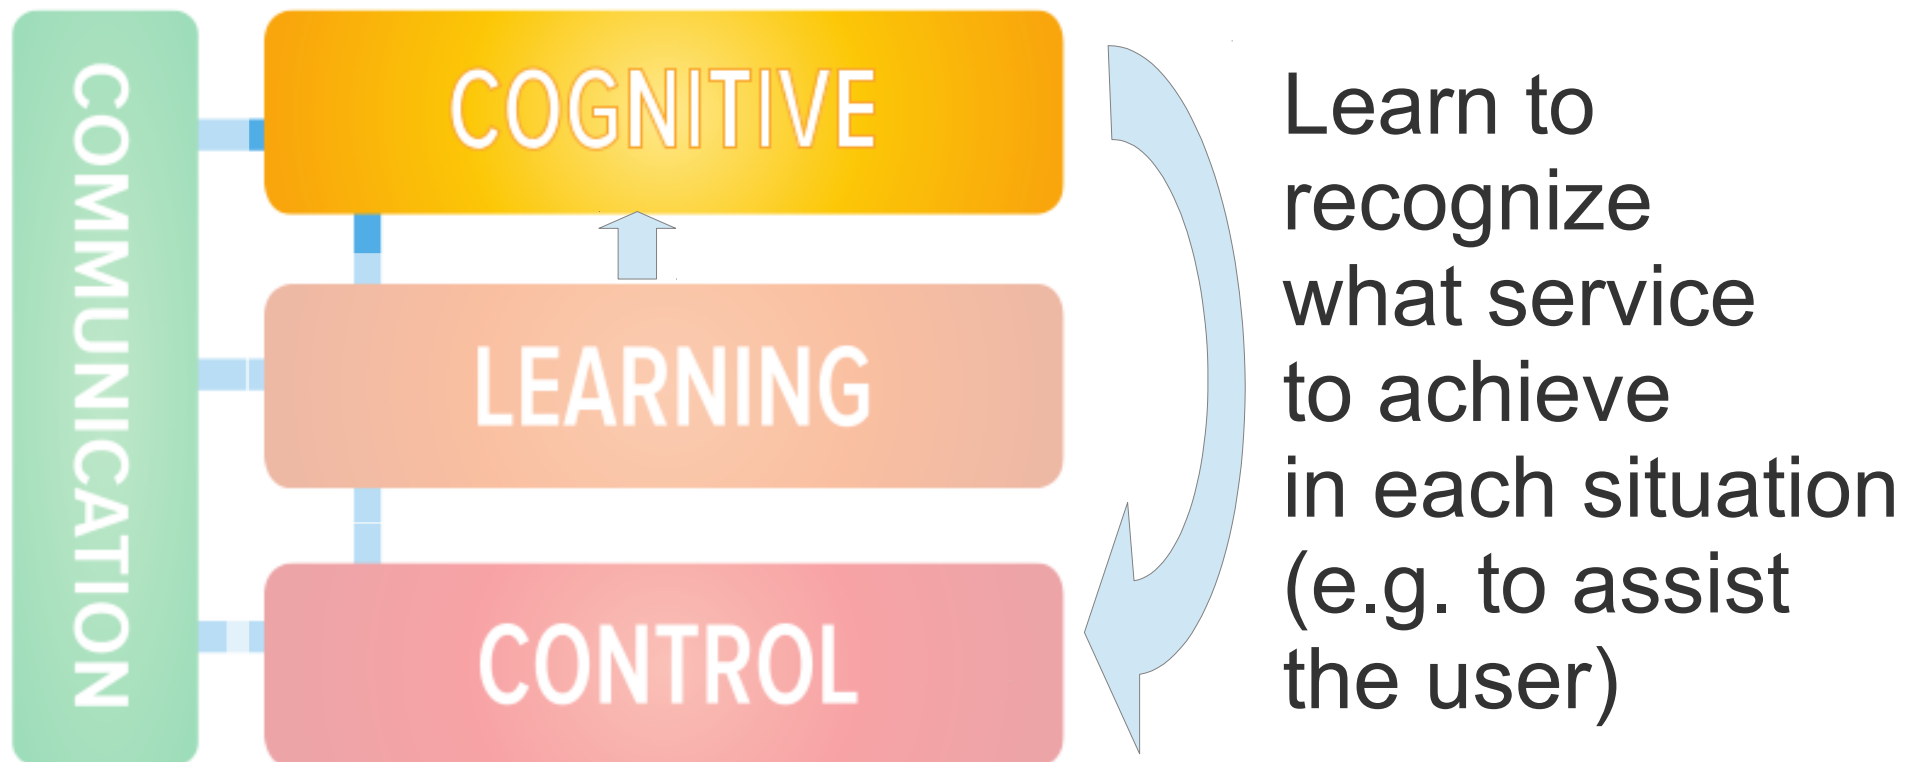 COMMUNICATION
COGNITIVE
LEARNING
CONTROL
Learn to
recognize
what service
to achieve
in each situation
(e.g. to assist
the user)